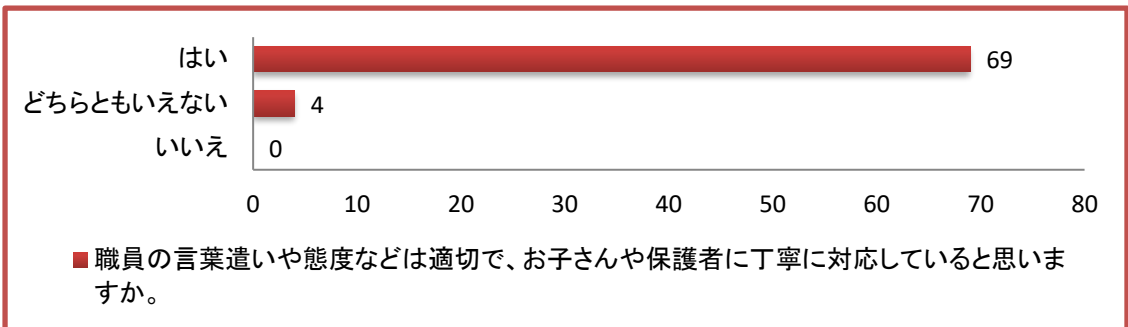 はい 69
どちらともいえない 4
いいえ 0
0 10 20 30 40 50 60 70 80
職員の言葉遣いや態度などは適切で、お子さんや保護者に丁寧に対応していると思いま
すか。